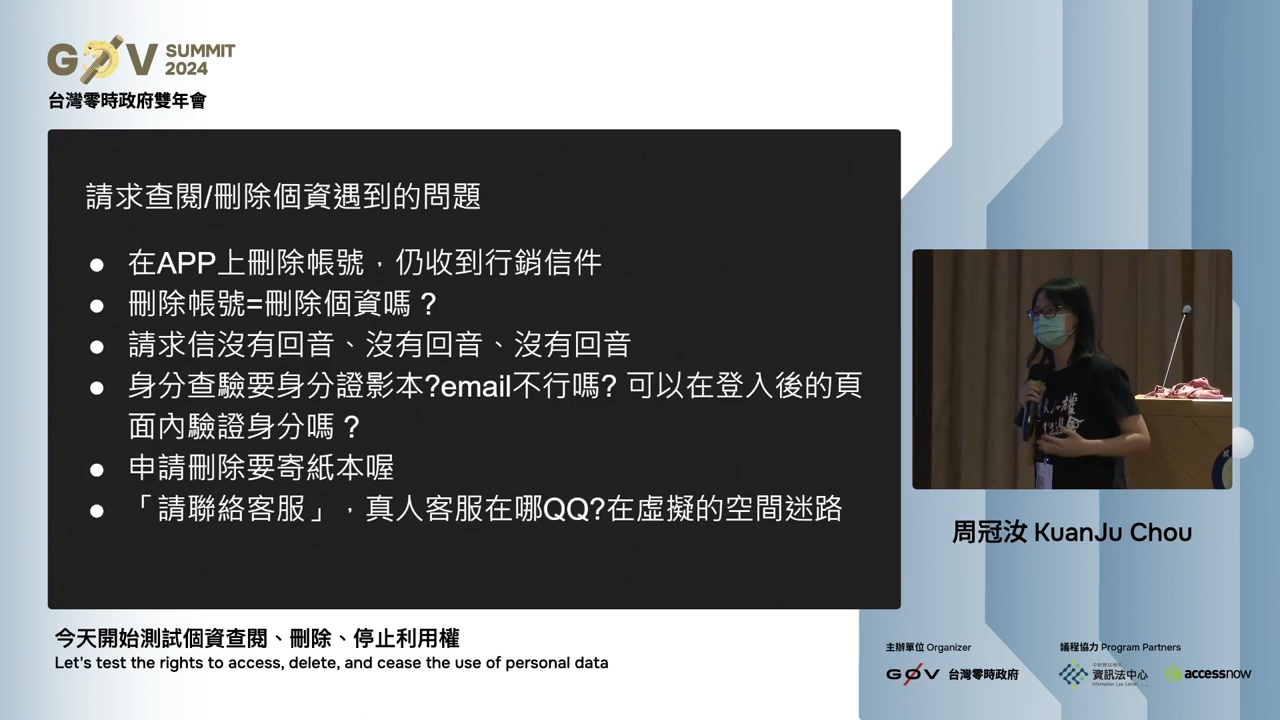 G0V SUMMIT 2024
台灣零時政府雙年會
請求查閱/刪除個資遇到的問題
● 在APP上刪除帳號，仍收到行銷信件
● 刪除帳號=刪除個資嗎？
● 請求信沒有回音、沒有回音、沒有回音
● 身分查驗要身分證影本?email不行嗎? 可以在登入後的頁
面內驗證身分嗎？
● 申請刪除要寄紙本喔
● 「請聯絡客服」，真人客服在哪QQ?在虛擬的空間迷路
周冠汝 KuanJu Chou
今天開始測試個資查閱、刪除、停止利用權
Let's test the rights to access, delete, and cease the use of personal data
主辦單位 Organizer
G0V 台灣零時政府
議程協力 Program Partners
資訊法中心
Information Law Center
accessnow